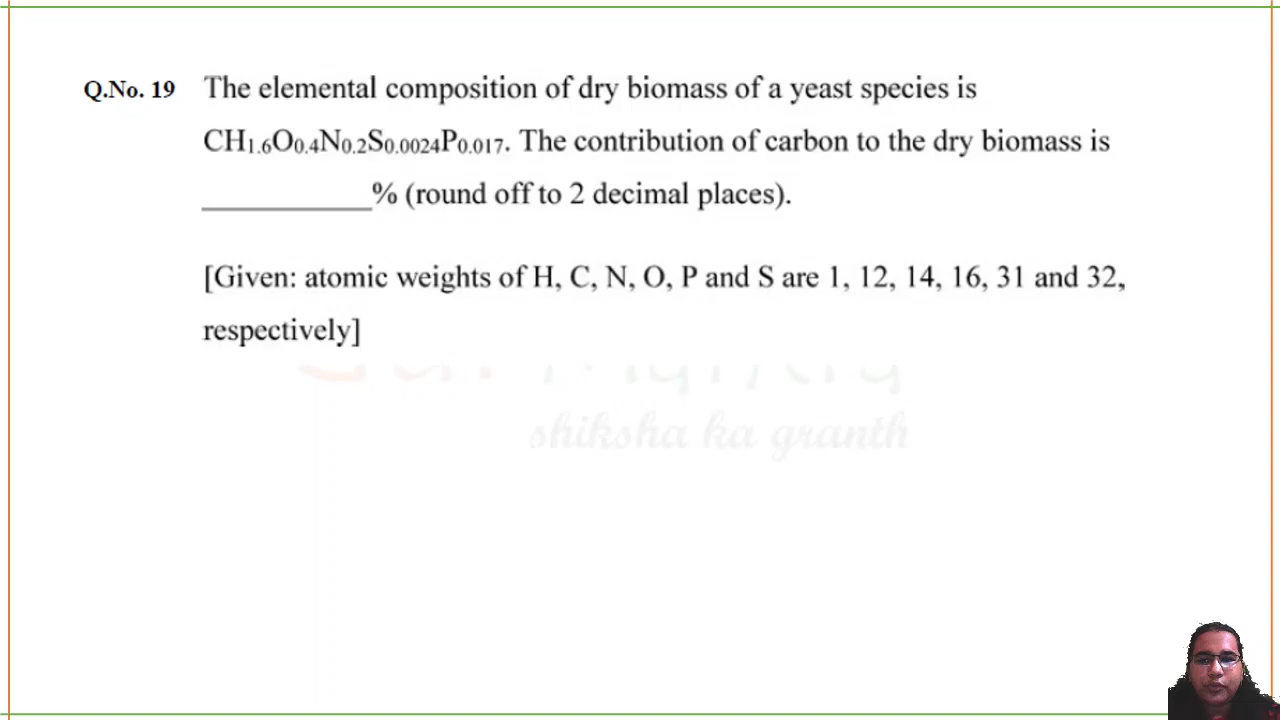 Q.No. 19 The elemental composition of dry biomass of a yeast species is
CH1.6O0.4N0.2S0.0024P0.017. The contribution of carbon to the dry biomass is
____________% (round off to 2 decimal places).
[Given: atomic weights of H, C, N, O, P and S are 1, 12, 14, 16, 31 and 32,
respectively]
shiksha ka granth